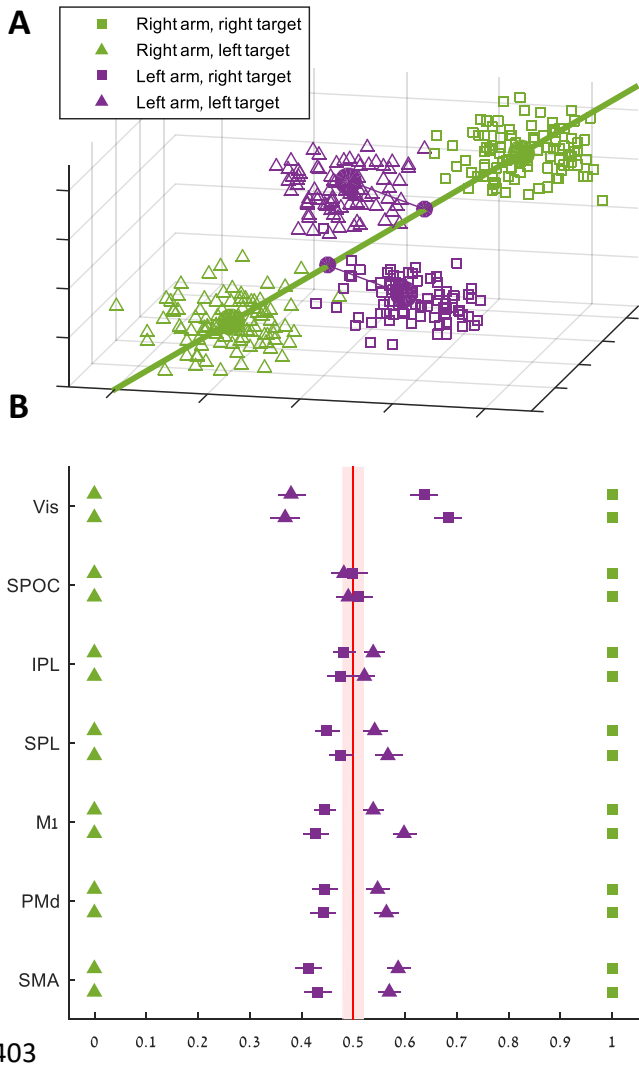 A
Right arm, right target
Right arm, left target
Left arm, right target
Left arm, left target
B
Vis
SPOC
IPL
SPL
M1
PMd
SMA
0 0.1 0.2 0.3 0.4 0.5 0.6 0.7 0.8 0.9 1
403